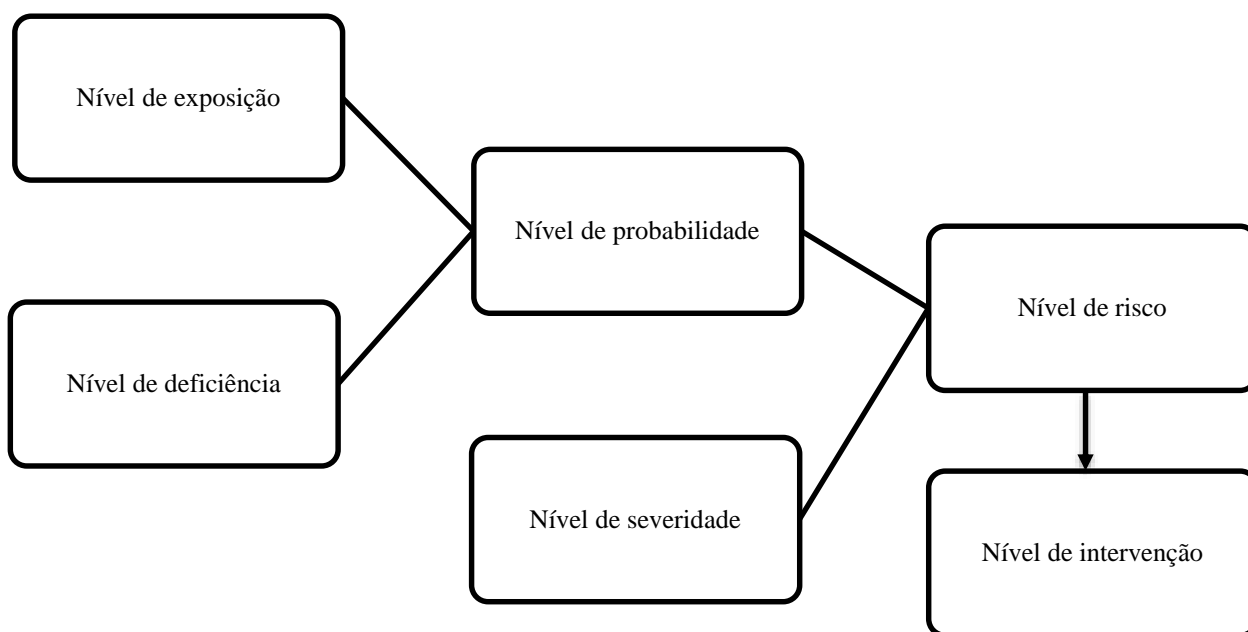 Nível de exposição
Nível de probabilidade
Nível de risco
Nível de deficiência
Nível de severidade
Nível de intervenção